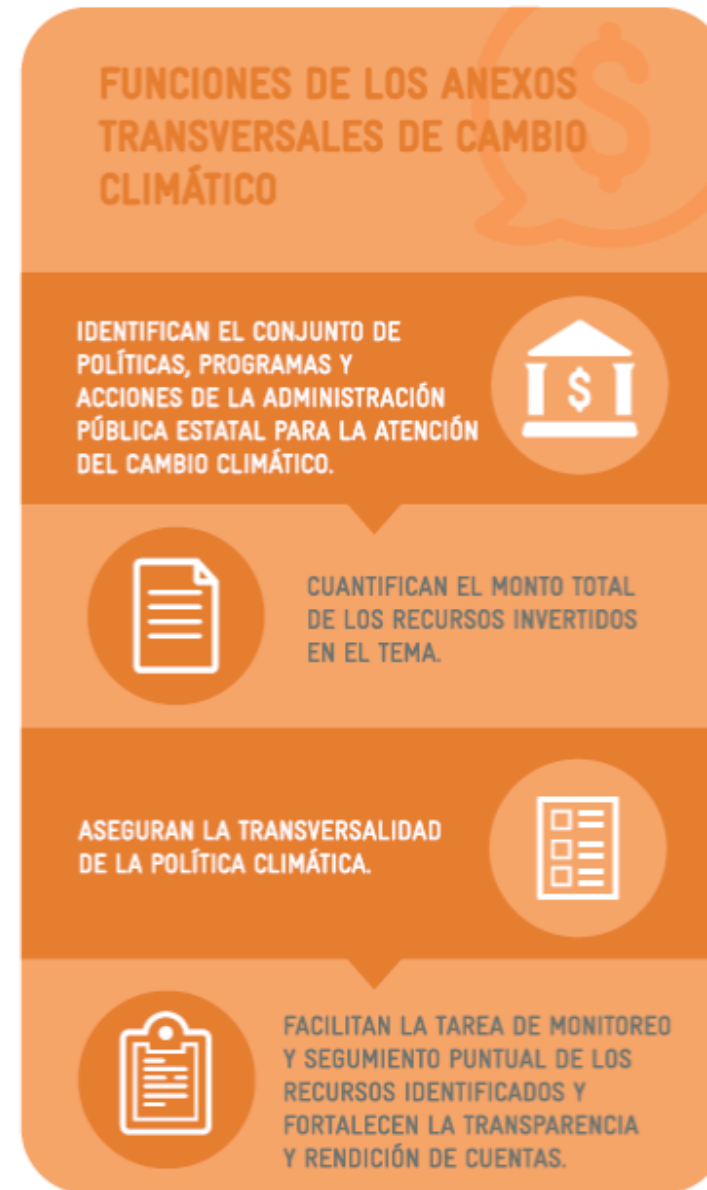 FUNCIONES DE LOS ANEXOS
TRANSVERSALES DE CAMBIO
CLIMÁTICO
IDENTIFICAN EL CONJUNTO DE
POLÍTICAS, PROGRAMAS Y
ACCIONES DE LA ADMINISTRACIÓN
PÚBLICA ESTATAL PARA LA ATENCIÓN
DEL CAMBIO CLIMÁTICO.
CUANTIFICAN EL MONTO TOTAL
DE LOS RECURSOS INVERTIDOS
EN EL TEMA.
ASEGURAN LA TRANSVERSALIDAD
DE LA POLÍTICA CLIMÁTICA.
FACILITAN LA TAREA DE MONITOREO
Y SEGUMIENTO PUNTUAL DE LOS
RECURSOS IDENTIFICADOS Y
FORTALECEN LA TRANSPARENCIA
Y RENDICIÓN DE CUENTAS.